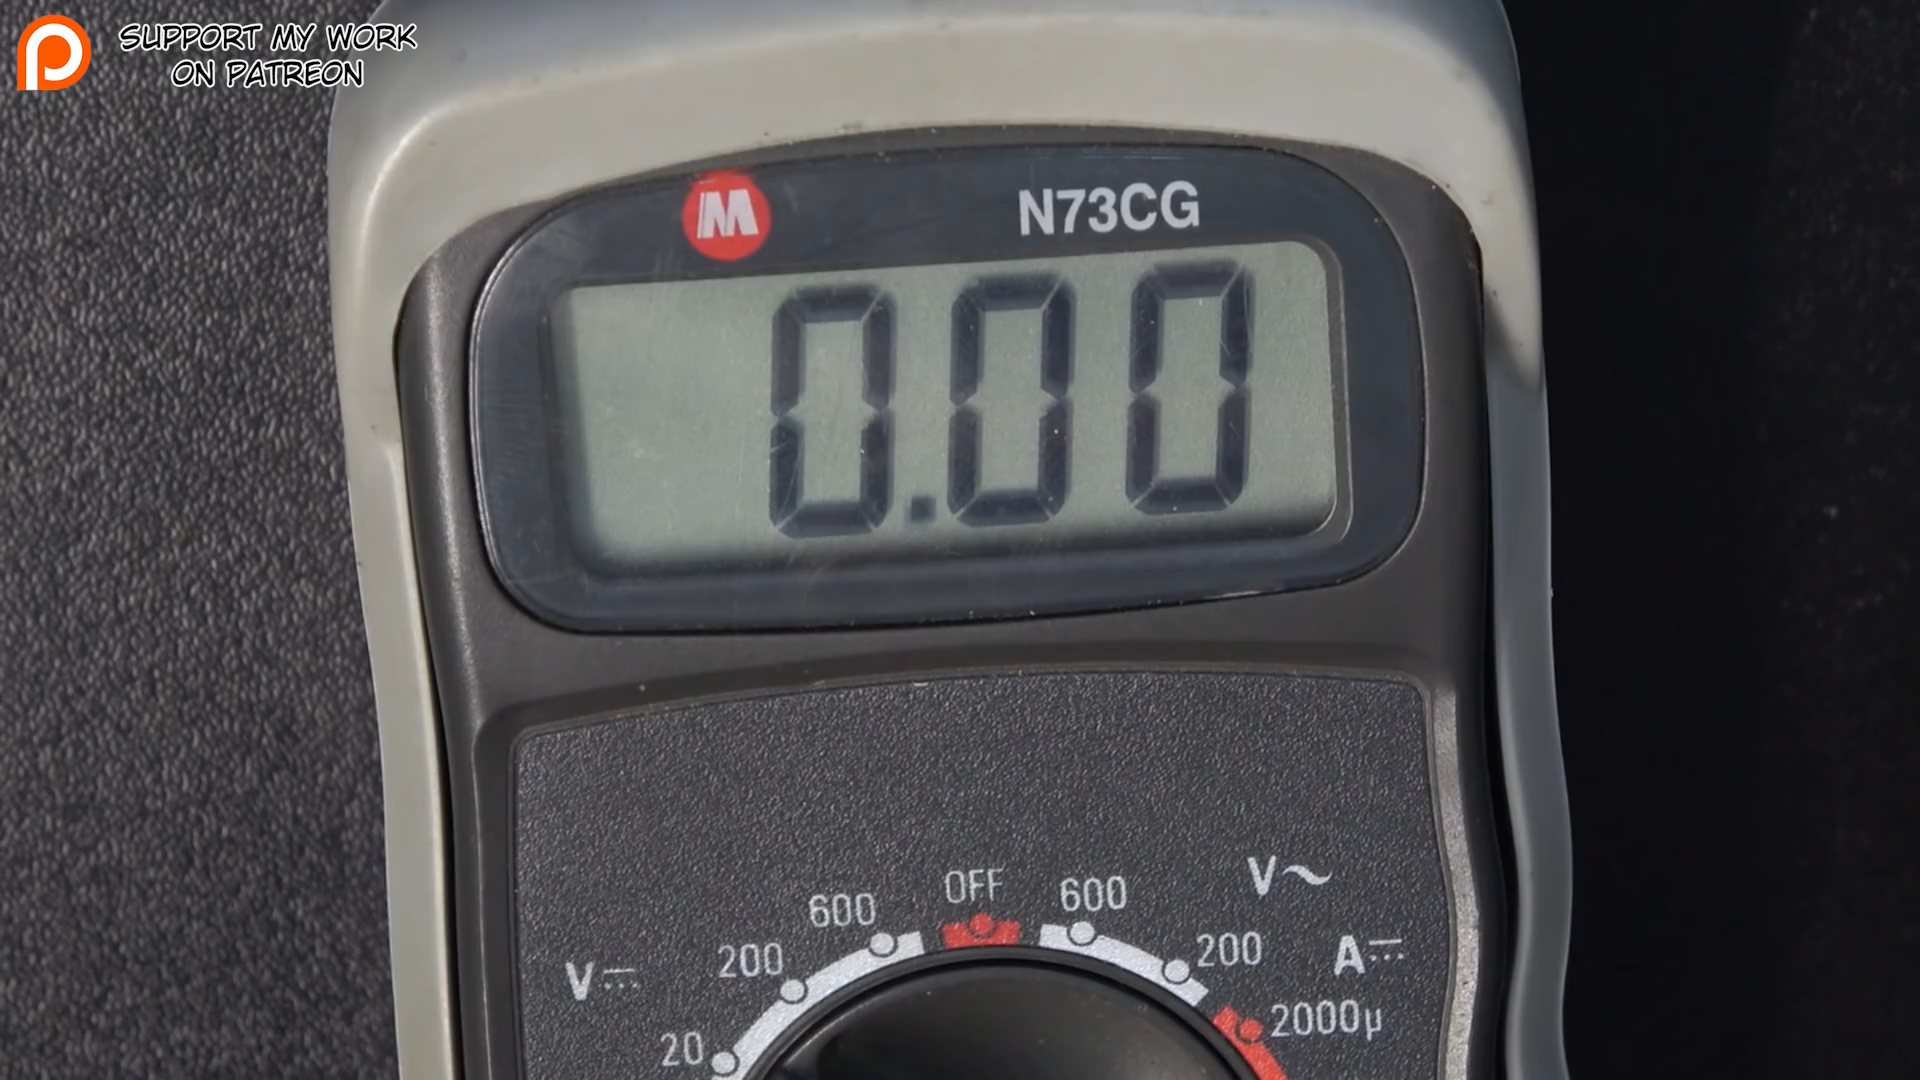 SUPPORT MY WORK
ON PATREON
M
N73CG
0.00
OFF
600
600
V~
200
200
V⎓
A⎓
20
2000µ